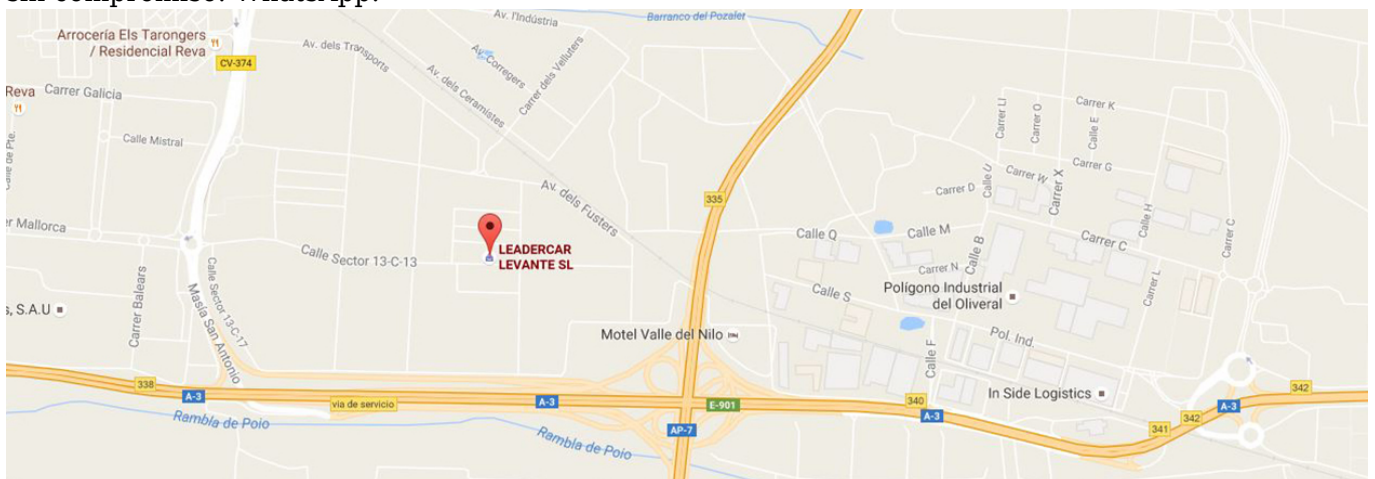 Av. l'Indústria
Barranco del Pozaler
Arrocería Els Tarongers
/ Residencial Reva
Av. dels Transports
Av. Corregers
Carrer dels Velluters
CV-374
Av. dels Ceramistes
Reva
Carrer Galicia
Calle Mistral
Carrer LI
Carrer O
Carrer K
Calle E
Carrer G
Calle U
Carrer W
Carrer X
Carrer D
Av. dels Fusters
335
Calle H
Carrer C
Mallorca
Calle Sector 13-C-13
LEADERCAR
LEVANTE SL
Calle Q
Calle M
Calle B
Carrer C
Carrer N
Carrer L
Polígono Industrial
del Oliveral
Calle S
Carrer Balears
Calle Sector 13-C-17
Masía San Antonio
, S.A.U
Motel Valle del Nilo
Pol. Ind.
Calle F
In Side Logistics
338
A-3
via de servicio
A-3
E-901
340
A-3
342
A-3
342
341
AP-7
Rambla de Poio
Rambla de Poio